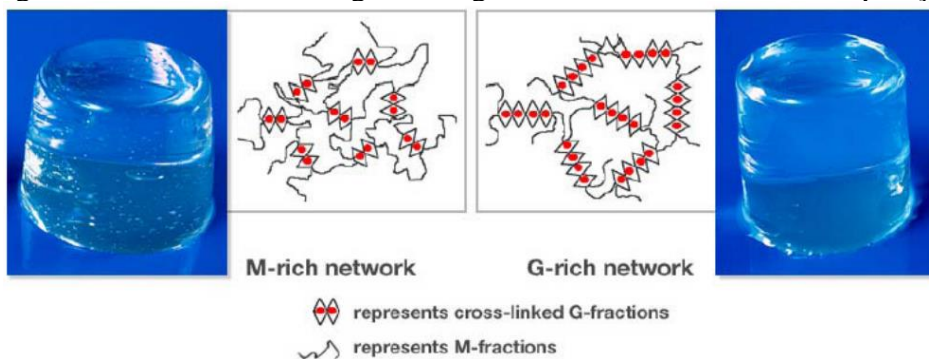 M-rich network
G-rich network
represents cross-linked G-fractions
represents M-fractions